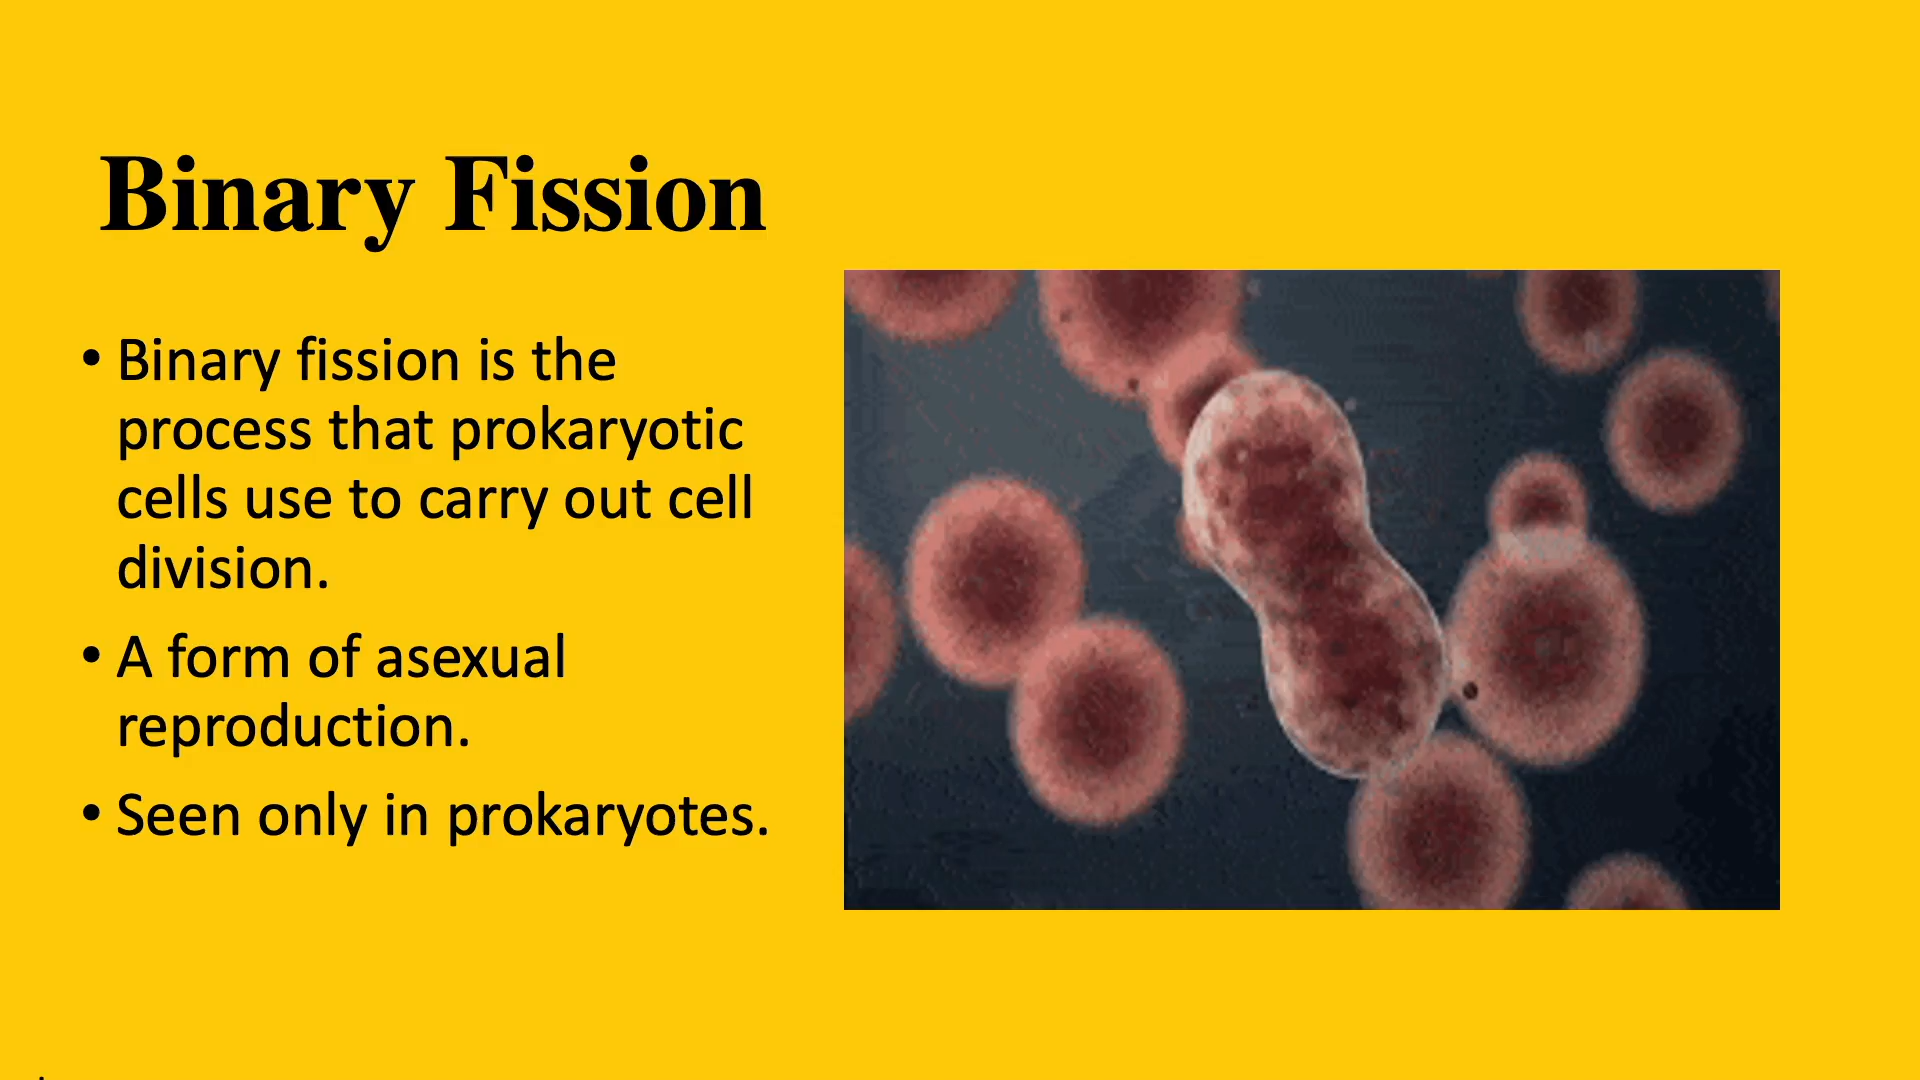 Binary Fission
• Binary fission is the
process that prokaryotic
cells use to carry out cell
division.
• A form of asexual
reproduction.
• Seen only in prokaryotes.